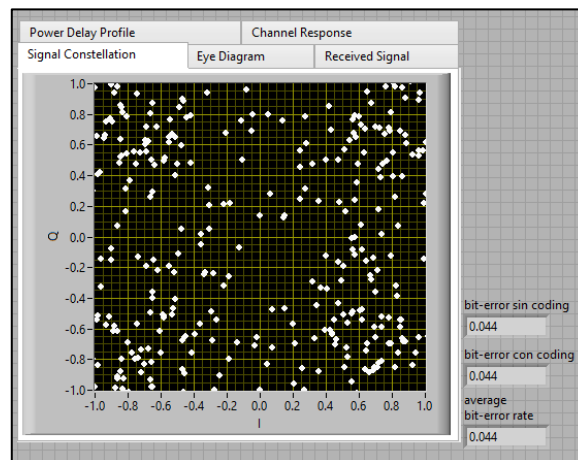 Power Delay Profile
Channel Response
Signal Constellation
Eye Diagram
Received Signal
1.0
0.8
0.6
0.4
0.2
0.0
-0.2
-0.4
-0.6
-0.8
-1.0
Q
-1.0 -0.8 -0.6 -0.4 -0.2 0.0 0.2 0.4 0.6 0.8 1.0
I
bit-error sin coding
0.044
bit-error con coding
0.044
average
bit-error rate
0.044